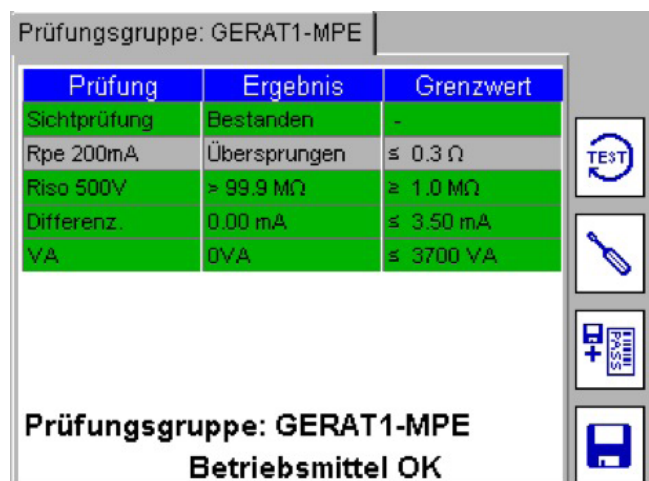 Prüfungsgruppe: GERAT1-MPE
Prüfung Ergebnis Grenzwert
Sichtprüfung Bestanden -
Rpe 200mA Übersprungen ≤ 0.3 Ω
Riso 500V > 99.9 MΩ ≥ 1.0 MΩ
Differenz. 0.00 mA ≤ 3.50 mA
VA 0VA ≤ 3700 VA
TEST
PASS
Prüfungsgruppe: GERAT1-MPE
Betriebsmittel OK